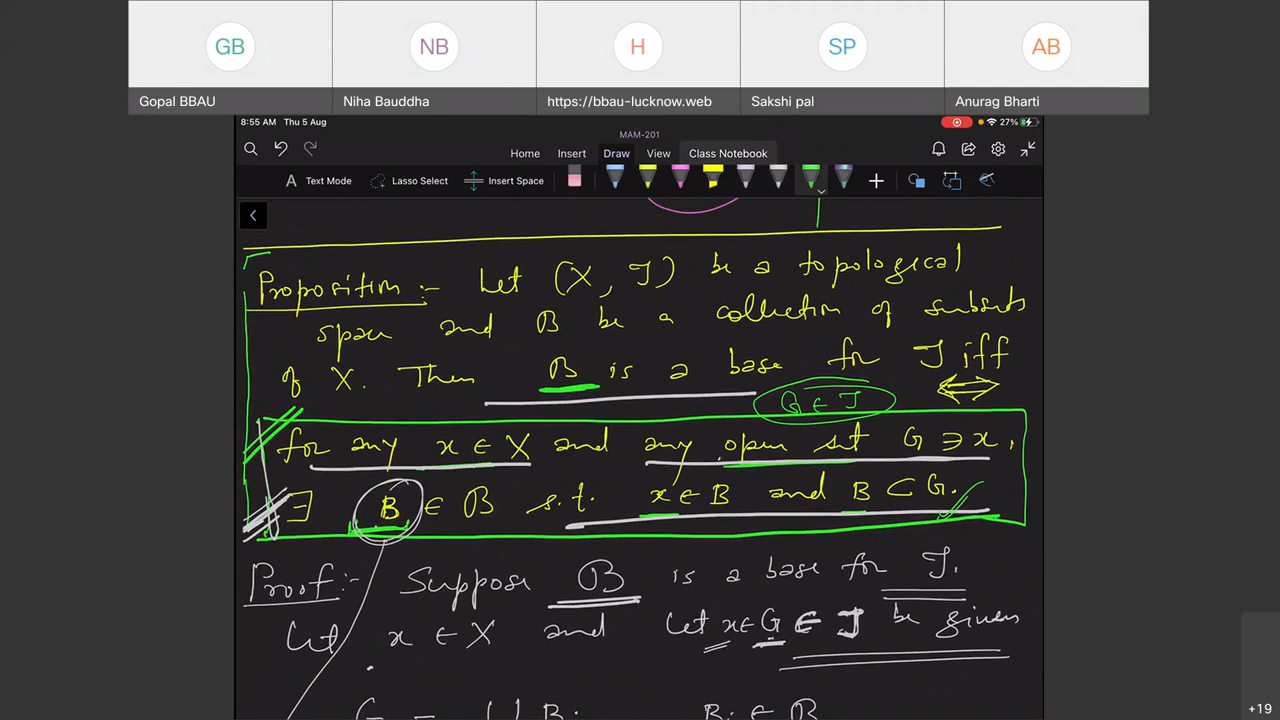 GB NB H SP AB
Gopal BBAU Niha Bauddha https://bbau-lucknow.web Sakshi pal Anurag Bharti
8:55 AM Thu 5 Aug 27%
MAM-201
Home Insert Draw View Class Notebook
A Text Mode Lasso Select Insert Space
Proposition :- Let (X, T) be a topological
space and B be a collection of subsets
of X. Then B is a base for T iff
G ∈ T
for any x ∈ X and any open set G ∋ x,
∃ B ∈ B s.t. x ∈ B and B ⊂ G.
Proof :- Suppose B is a base for T.
Let x ∈ X and let x ∈ G ∈ T be given
G = ∪ Bi Bi ∈ B
+19